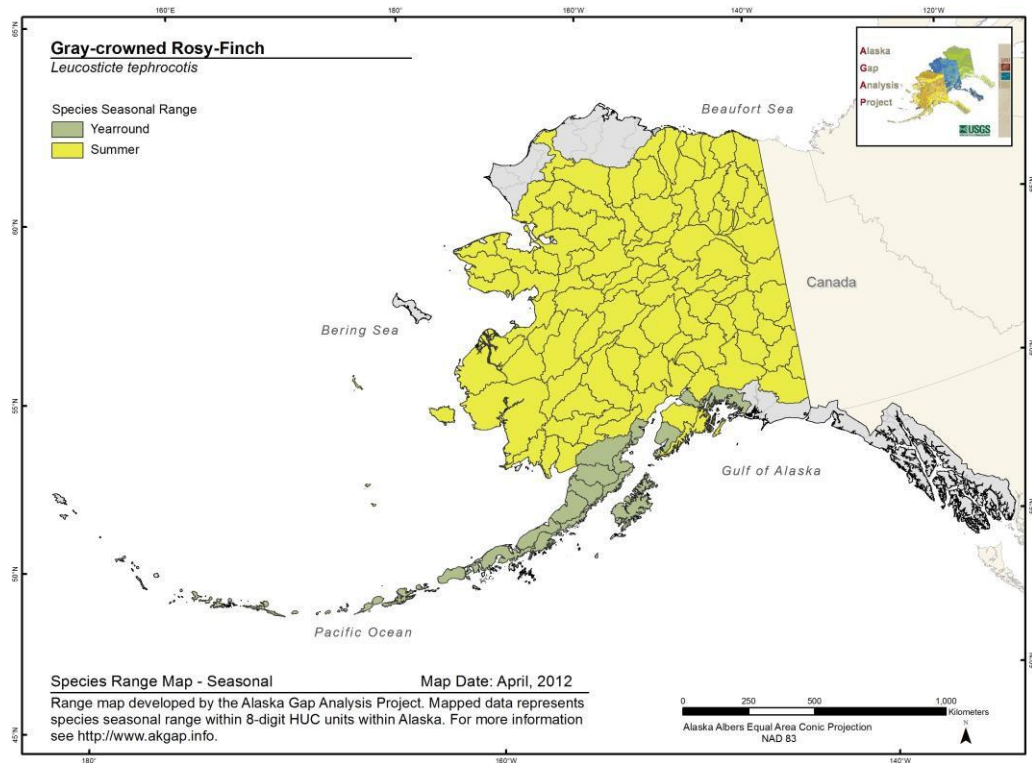 180°
160°W
140°W
120°W
65°N
Gray-crowned Rosy-Finch
Leucosticte tephrocotis
Species Seasonal Range
Yearround
Summer
Alaska
Gap
Analysis
Project
USGS
Beaufort Sea
Canada
Bering Sea
Gulf of Alaska
Pacific Ocean
60°N
55°N
50°N
45°N
Species Range Map - Seasonal
Map Date: April, 2012
Range map developed by the Alaska Gap Analysis Project. Mapped data represents
species seasonal range within 8-digit HUC units within Alaska. For more information
see http://www.akgap.info.
0 250 500 1,000
Kilometers
Alaska Albers Equal Area Conic Projection
NAD 83
N
180°
160°W
140°W